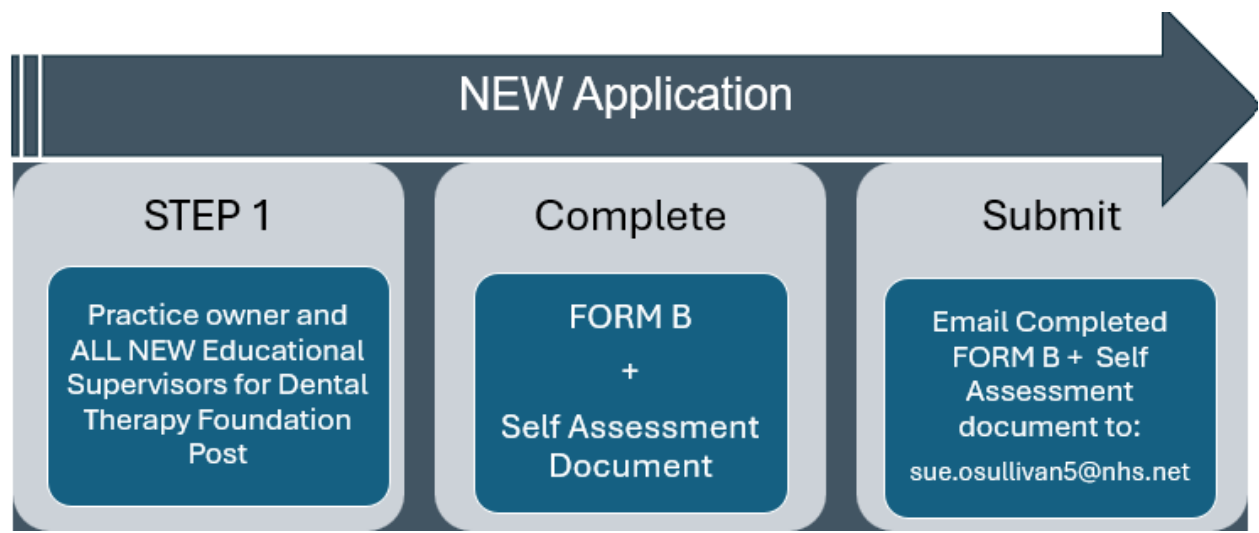 NEW Application
STEP 1
Practice owner and
ALL NEW Educational
Supervisors for Dental
Therapy Foundation
Post
Complete
FORM B
+
Self Assessment
Document
Submit
Email Completed
FORM B + Self
Assessment
document to:
sue.osullivan5@nhs.net